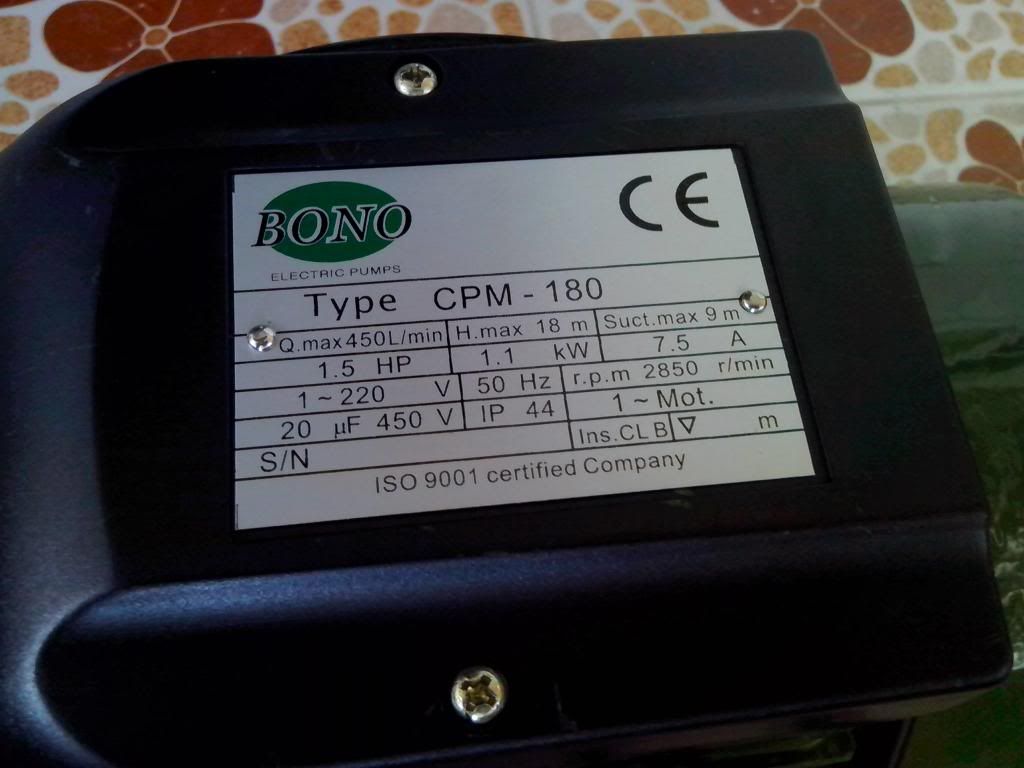 BONO
ELECTRIC PUMPS
CE
Type CPM - 180
Q.max 450L/min H.max 18 m Suct.max 9 m
1.5 HP 1.1 kW 7.5 A
1 ~ 220 V 50 Hz r.p.m 2850 r/min
20 µF 450 V IP 44 1 ~ Mot.
S/N Ins.CL B ∇ m
ISO 9001 certified Company